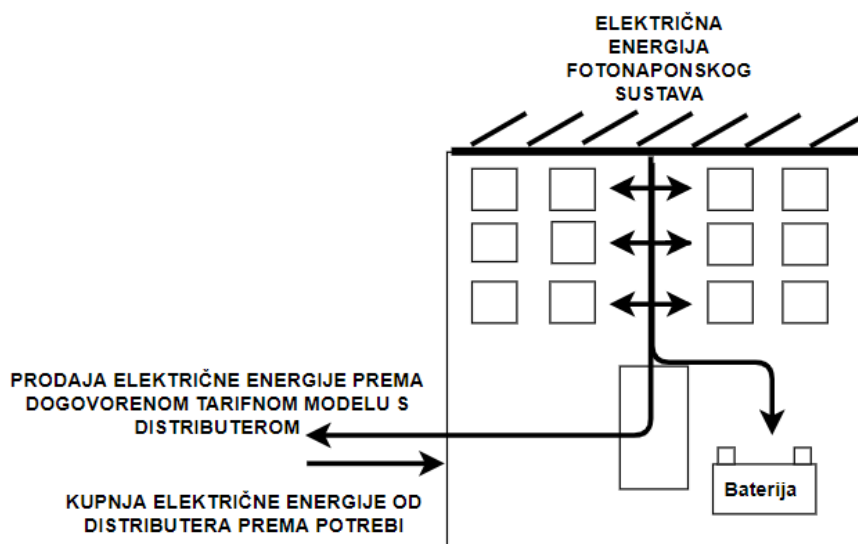 ELEKTRIČNA
ENERGIJA
FOTONAPONSKOG
SUSTAVA
PRODAJA ELEKTRIČNE ENERGIJE PREMA
DOGOVORENOM TARIFNOM MODELU S
DISTRIBUTEROM
KUPNJA ELEKTRIČNE ENERGIJE OD
DISTRIBUTERA PREMA POTREBI
Baterija